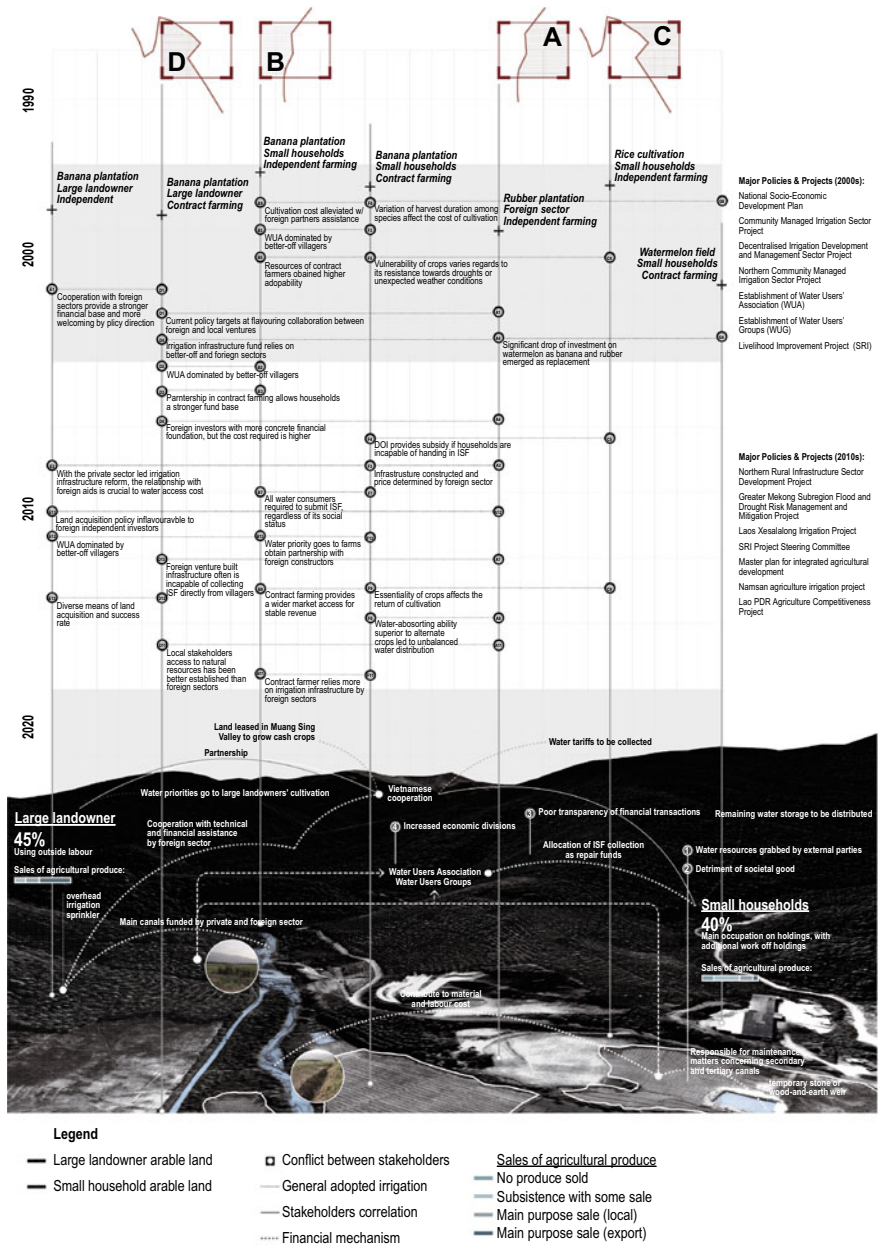 D
B
A
C
1990
2000
2010
2020
Banana plantation
Large landowner
Independent
Banana plantation
Large landowner
Contract farming
Banana plantation
Small households
Independent farming
Banana plantation
Small households
Contract farming
Rubber plantation
Foreign sector
Independent farming
Rice cultivation
Small households
Independent farming
Watermelon field
Small households
Contract farming
Cultivation cost alleviated w/
foreign partners assistance
Variation of harvest duration among
species affect the cost of cultivation
WUA dominated by
better-off villagers
Resources of contract
farmers obained higher
adopability
Vulnerability of crops varies regards to
its resistance towards droughts or
unexpected weather conditions
Cooperation with foreign
sectors provide a stronger
financial base and more
welcoming by plicy direction
Current policy targets at flavouring collaboration between
foreign and local ventures
Irrigation infrastructure fund relies on
better-off and foreign sectors
Significant drop of investment on
watermelon as banana and rubber
emerged as replacement
WUA dominated by better-off villagers
Parntership in contract farming allows households
a stronger fund base
Foreign investors with more concrete financial
foundation, but the cost required is higher
DOI provides subsidy if households are
incapable of handing in ISF
With the private sector led irrigation
infrastructure reform, the relationship with
foreign aids is crucial to water access cost
Infrastrusture constructed and
price determined by foreign sector
All water consumers
required to submit ISF,
regardless of its social
status
Land acquisition policy inflavouravble to
foreign independent investors
WUA dominated by
better-off villagers
Water priority goes to farms
obtain partnership with
foreign constructors
Foreign venture built
infrastructure often is
incapable of collecting
ISF directly from villagers
Contract farming provides
a wider market access for
stable revenue
Essentiality of crops affects the
return of cultivation
Diverse means of land
acquisition and success
rate
Water-abosorting ability
superior to alternate
crops led to unbalanced
water distribution
Local stakeholders
access to natural
resources has been
better established than
foreign sectors
Contract farmer relies more
on irrigation infrastructure by
foreign sectors
Major Policies & Projects (2000s):
National Socio-Economic
Development Plan
Community Managed Irrigation Sector
Project
Decentralised Irrigation Development
and Management Sector Project
Northern Community Managed
Irrigation Sector Project
Establishment of Water Users'
Association (WUA)
Establishment of Water Users'
Groups (WUG)
Livelihood Improvement Project (SRI)
Major Policies & Projects (2010s):
Northern Rural Infrastructure Sector
Development Project
Greater Mekong Subregion Flood and
Drought Risk Management and
Mitigation Project
Laos Xesalalong Irrigation Project
SRI Project Steering Committee
Master plan for integrated agricultural
development
Namsan agriculture irrigation project
Lao PDR Agriculture Competitiveness
Project
Land leased in Muang Sing
Valley to grow cash crops
Partnership
Water tariffs to be collected
Water priorities go to large landowners' cultivation
Vietnamese
cooperation
Large landowner
45%
Using outside labour
Sales of agricultural produce:
Cooperation with technical
and financial assistance
by foreign sector
4 Increased economic divisions
3 Poor transparency of financial transactions
Remaining water storage to be distributed
Allocation of ISF collection
as repair funds
1 Water resources grabbed by external parties
2 Detriment of societal good
Water Users Association
Water Users Groups
overhead
irrigation
sprinkler
Main canals funded by private and foreign sector
Small households
40%
Main occupation on holdings, with
additional work off holdings
Sales of agricultural produce:
Contribute to material
and labour cost
Responsible for maintenance
matters concerning secondary
and tertiary canals
temporary stone or
wood-and-earth weir
Legend
Large landowner arable land
Small household arable land
Conflict between stakeholders
General adopted irrigation
Stakeholders correlation
Financial mechanism
Sales of agricultural produce
No produce sold
Subsistence with some sale
Main purpose sale (local)
Main purpose sale (export)